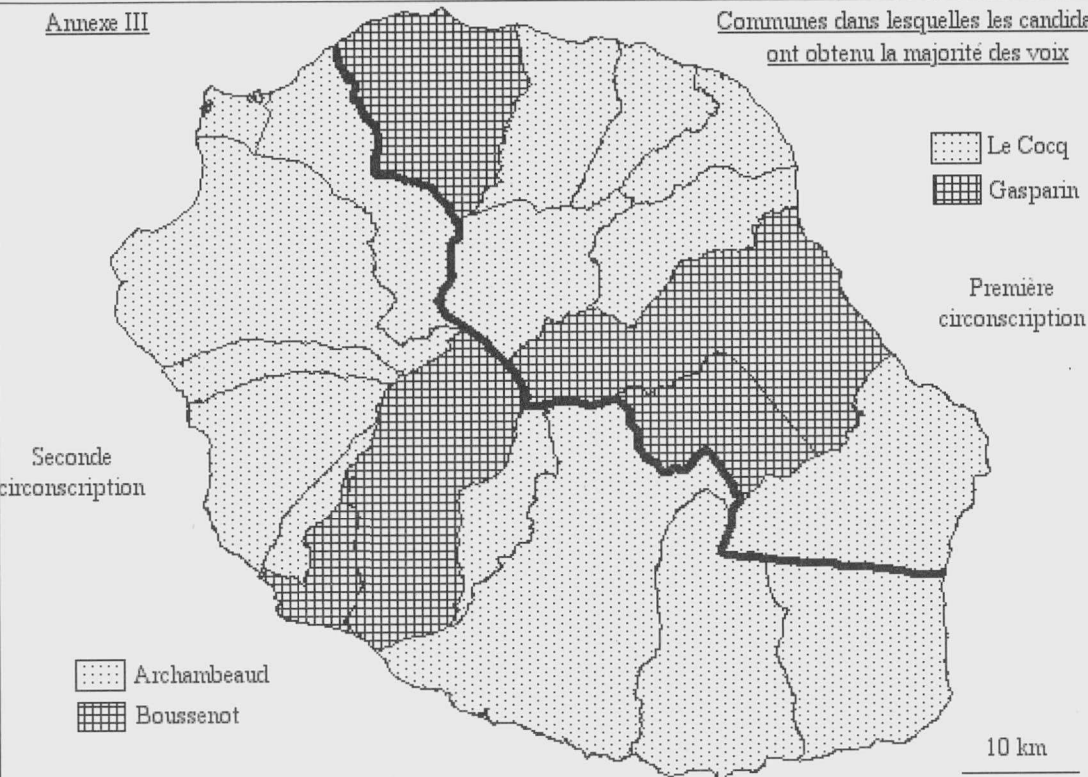 Annexe III
Communes dans lesquelles les candida
ont obtenu la majorité des voix
Le Cocq
Gasparin
Première
circonscription
Seconde
circonscription
Archambeaud
Boussenot
10 km